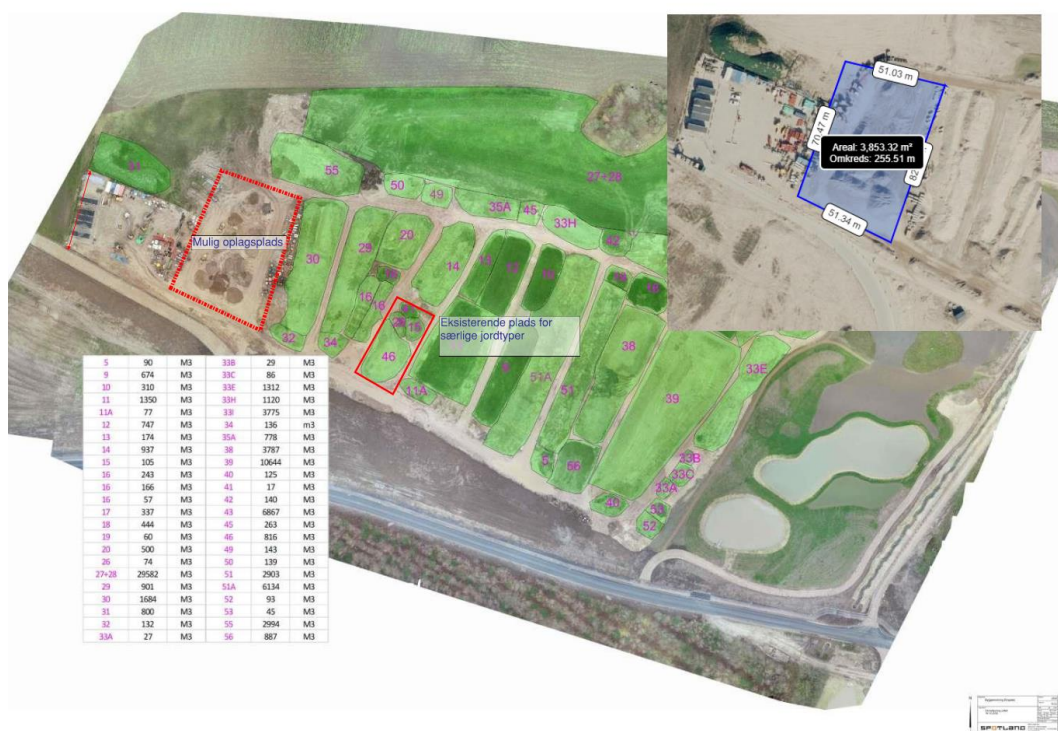 51.03 m
70.47 m
Areal: 3,853.32 m²
Omkreds: 255.51 m
82
51.34 m
31
55
50
49
27+28
35A
45
33H
42
Mulig oplagsplads
30
29
20
14
13
12
16
16
32
34
46
Eksisterende plads for
særlige jordtyper
11A
9
51A
51
38
39
33E
5
56
40
33B
33C
33A
53
52
5 90 M3 33B 29 M3
9 674 M3 33C 86 M3
10 310 M3 33E 1312 M3
11 1350 M3 33H 1120 M3
11A 77 M3 33I 3775 M3
12 747 M3 34 136 m3
13 174 M3 35A 778 M3
14 937 M3 38 3787 M3
15 105 M3 39 10644 M3
16 243 M3 40 125 M3
16 166 M3 41 17 M3
16 57 M3 42 140 M3
17 337 M3 43 6867 M3
18 444 M3 45 263 M3
19 60 M3 46 816 M3
20 500 M3 49 143 M3
26 74 M3 50 139 M3
27+28 29582 M3 51 2903 M3
29 901 M3 51A 6134 M3
30 1684 M3 52 93 M3
31 800 M3 53 45 M3
32 132 M3 55 2994 M3
33A 27 M3 56 887 M3
SPOTLAND